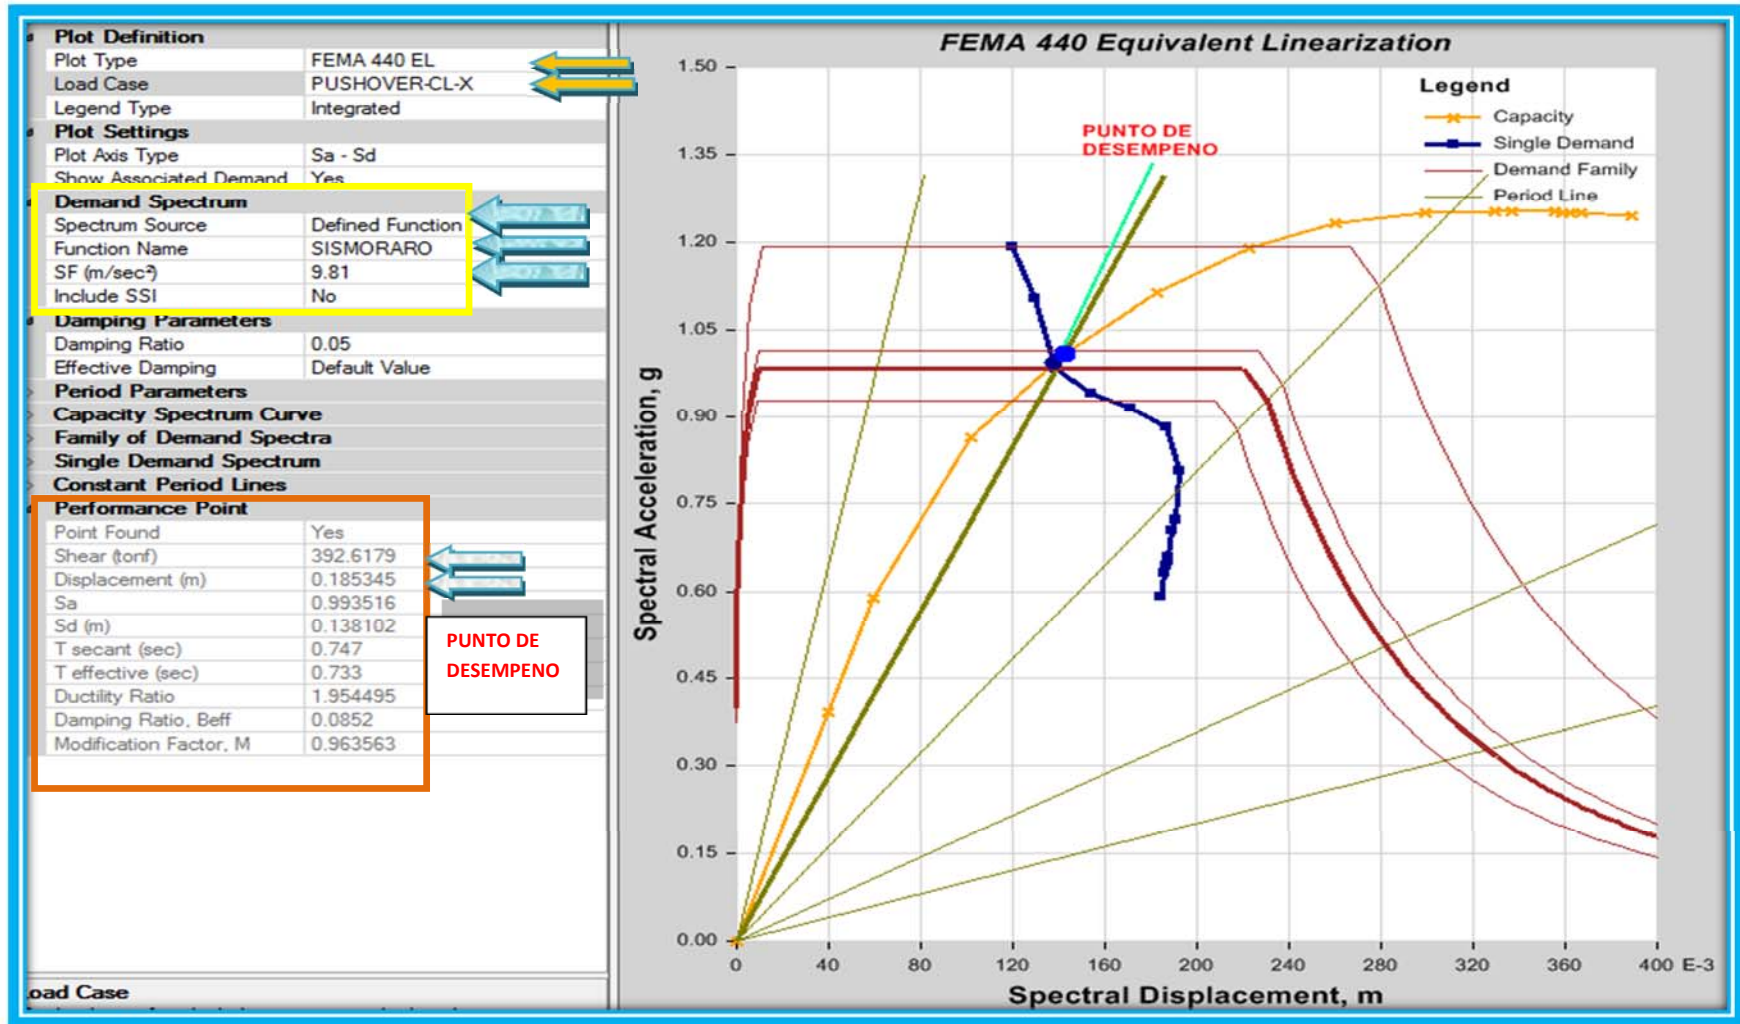 Plot Definition
Plot Type FEMA 440 EL
Load Case PUSHOVER-CL-X
Legend Type Integrated
Plot Settings
Plot Axis Type Sa - Sd
Show Associated Demand Yes
Demand Spectrum
Spectrum Source Defined Function
Function Name SISMORARO
SF (m/sec²) 9.81
Include SSI No
Damping Parameters
Damping Ratio 0.05
Effective Damping Default Value
Period Parameters
Capacity Spectrum Curve
Family of Demand Spectra
Single Demand Spectrum
Constant Period Lines
Performance Point
Point Found Yes
Shear (tonf) 392.6179
Displacement (m) 0.185345
Sa 0.993516
Sd (m) 0.138102
T secant (sec) 0.747
T effective (sec) 0.733
Ductility Ratio 1.954495
Damping Ratio, Beff 0.0852
Modification Factor, M 0.963563
PUNTO DE
DESEMPENO
oad Case
FEMA 440 Equivalent Linearization
Legend
Capacity
Single Demand
Demand Family
Period Line
PUNTO DE
DESEMPENO
Spectral Acceleration, g
1.50
1.35
1.20
1.05
0.90
0.75
0.60
0.45
0.30
0.15
0.00
0 40 80 120 160 200 240 280 320 360 400 E-3
Spectral Displacement, m